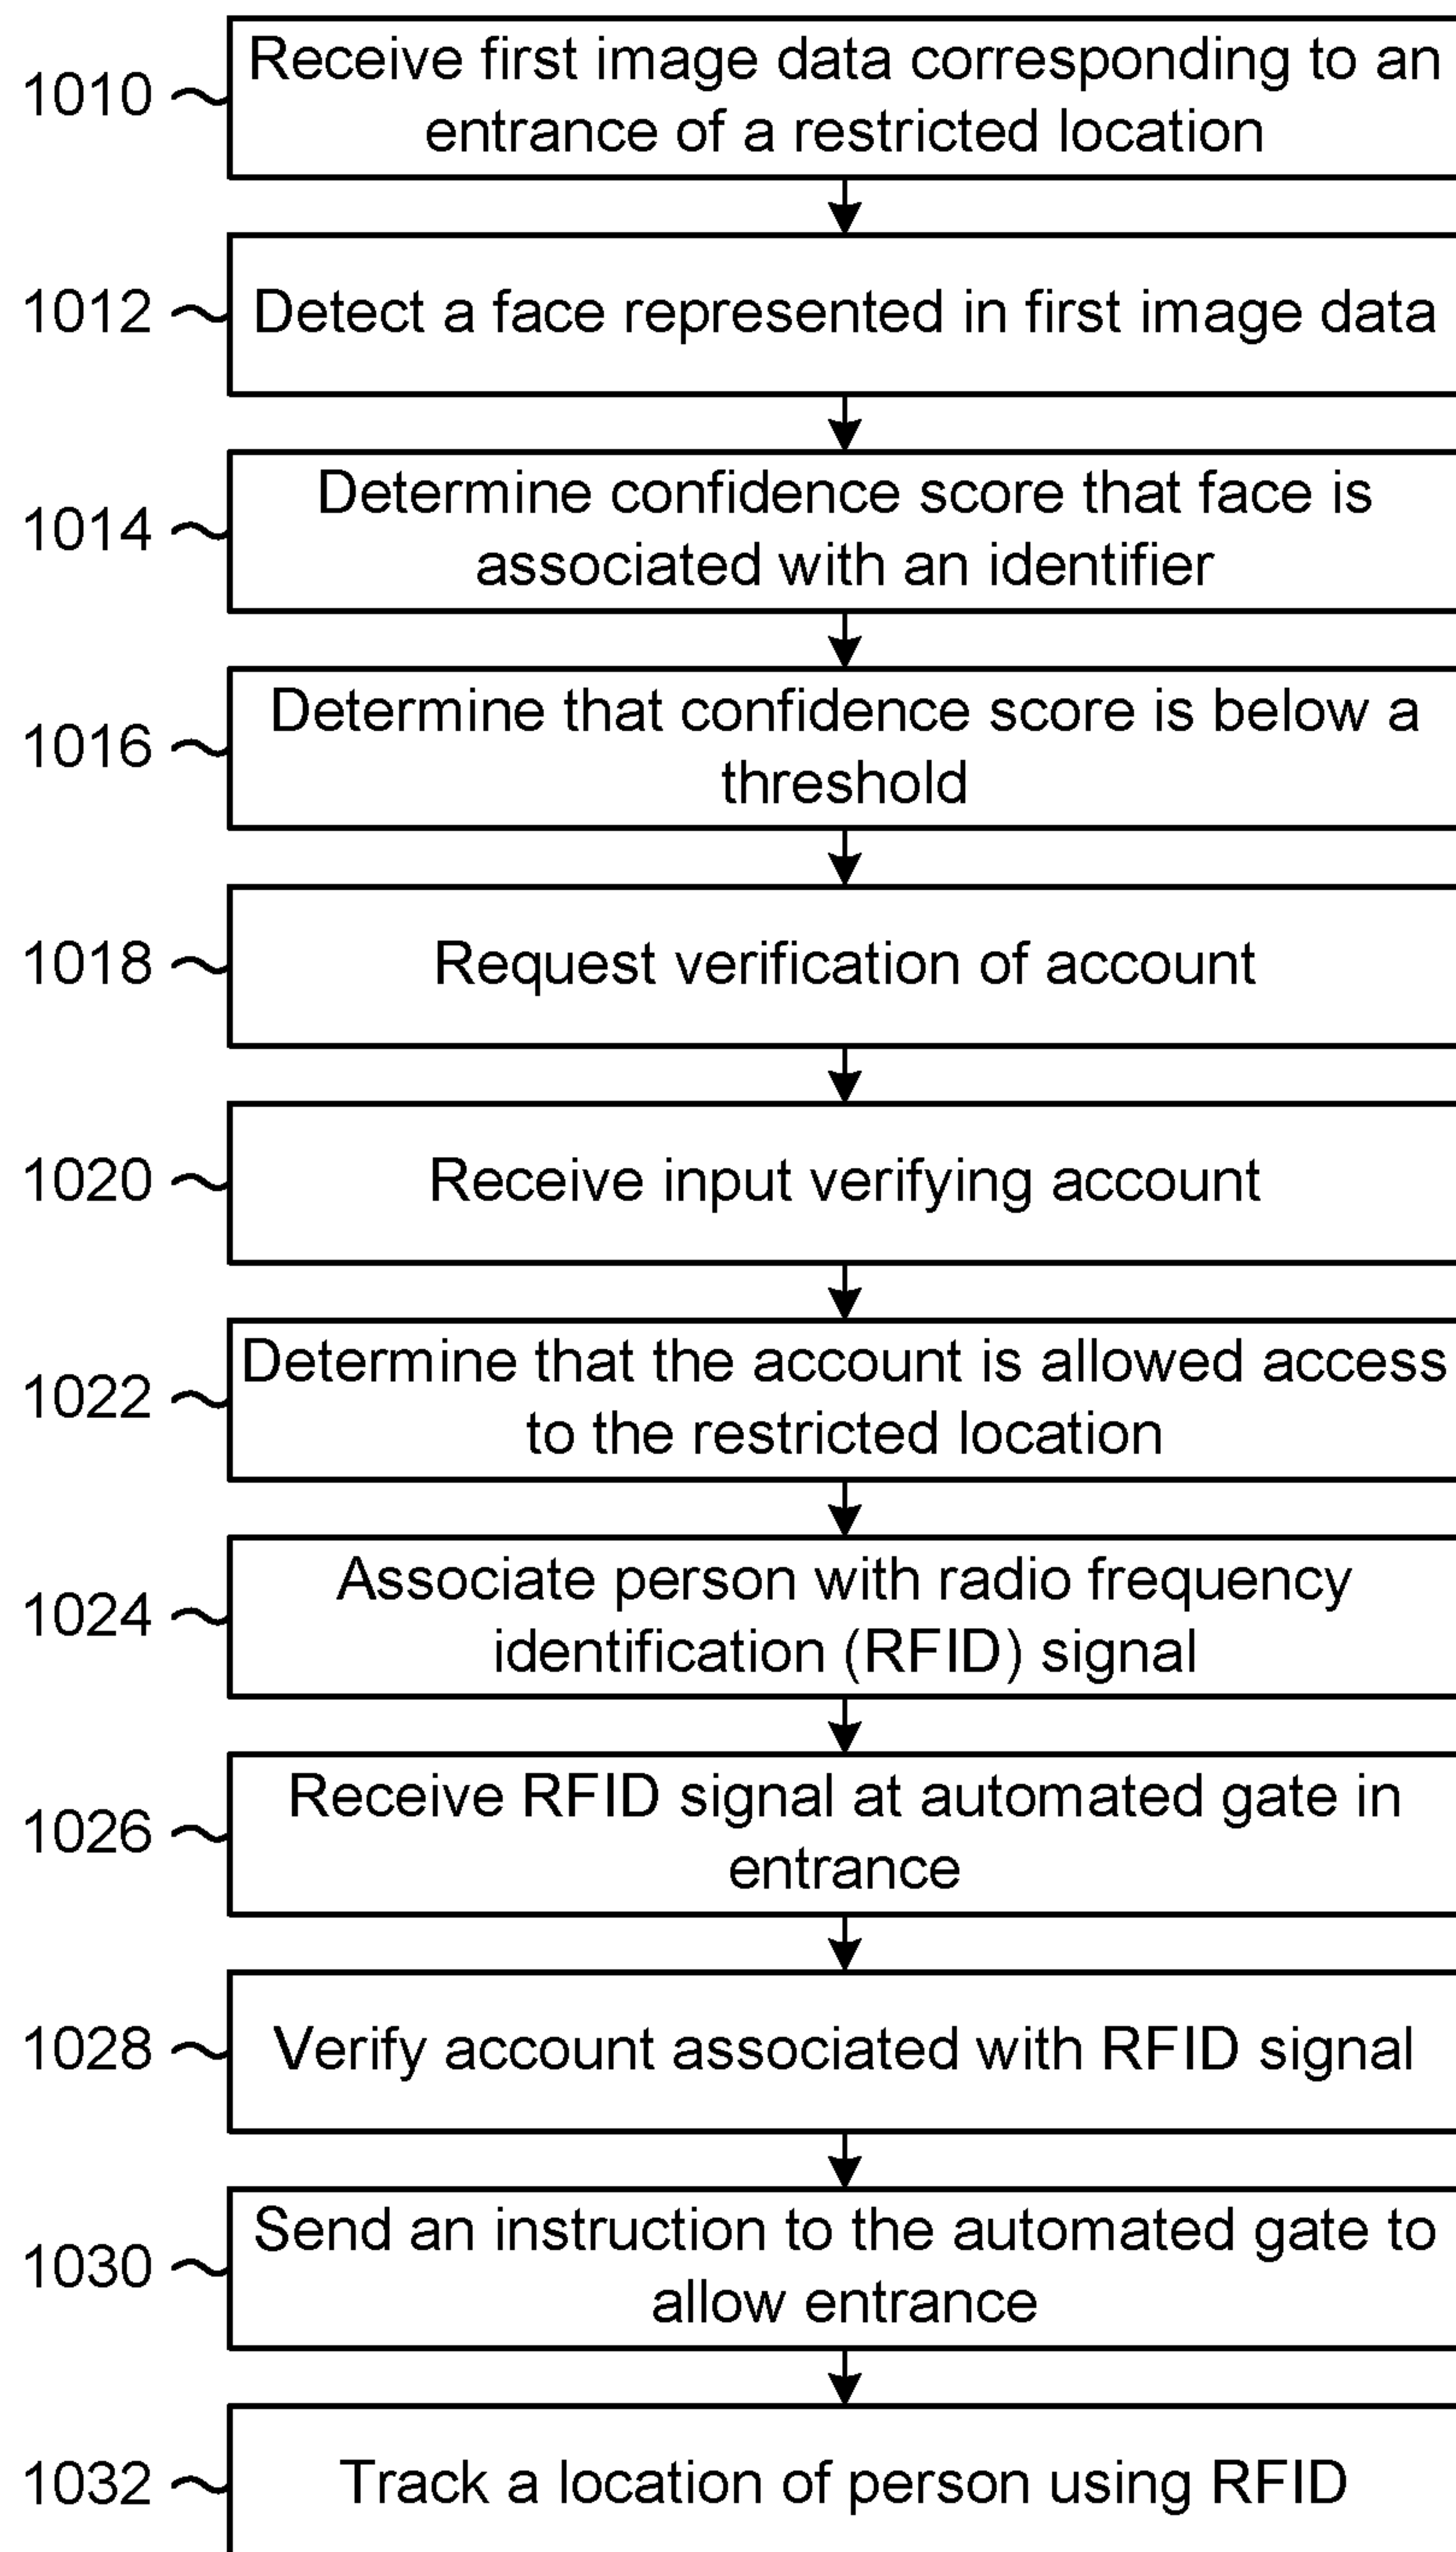 1010
Receive first image data corresponding to an
entrance of a restricted location
1012
Detect a face represented in first image data
1014
Determine confidence score that face is
associated with an identifier
1016
Determine that confidence score is below a
threshold
1018
Request verification of account
1020
Receive input verifying account
1022
Determine that the account is allowed access
to the restricted location
1024
Associate person with radio frequency
identification (RFID) signal
1026
Receive RFID signal at automated gate in
entrance
1028
Verify account associated with RFID signal
1030
Send an instruction to the automated gate to
allow entrance
1032
Track a location of person using RFID